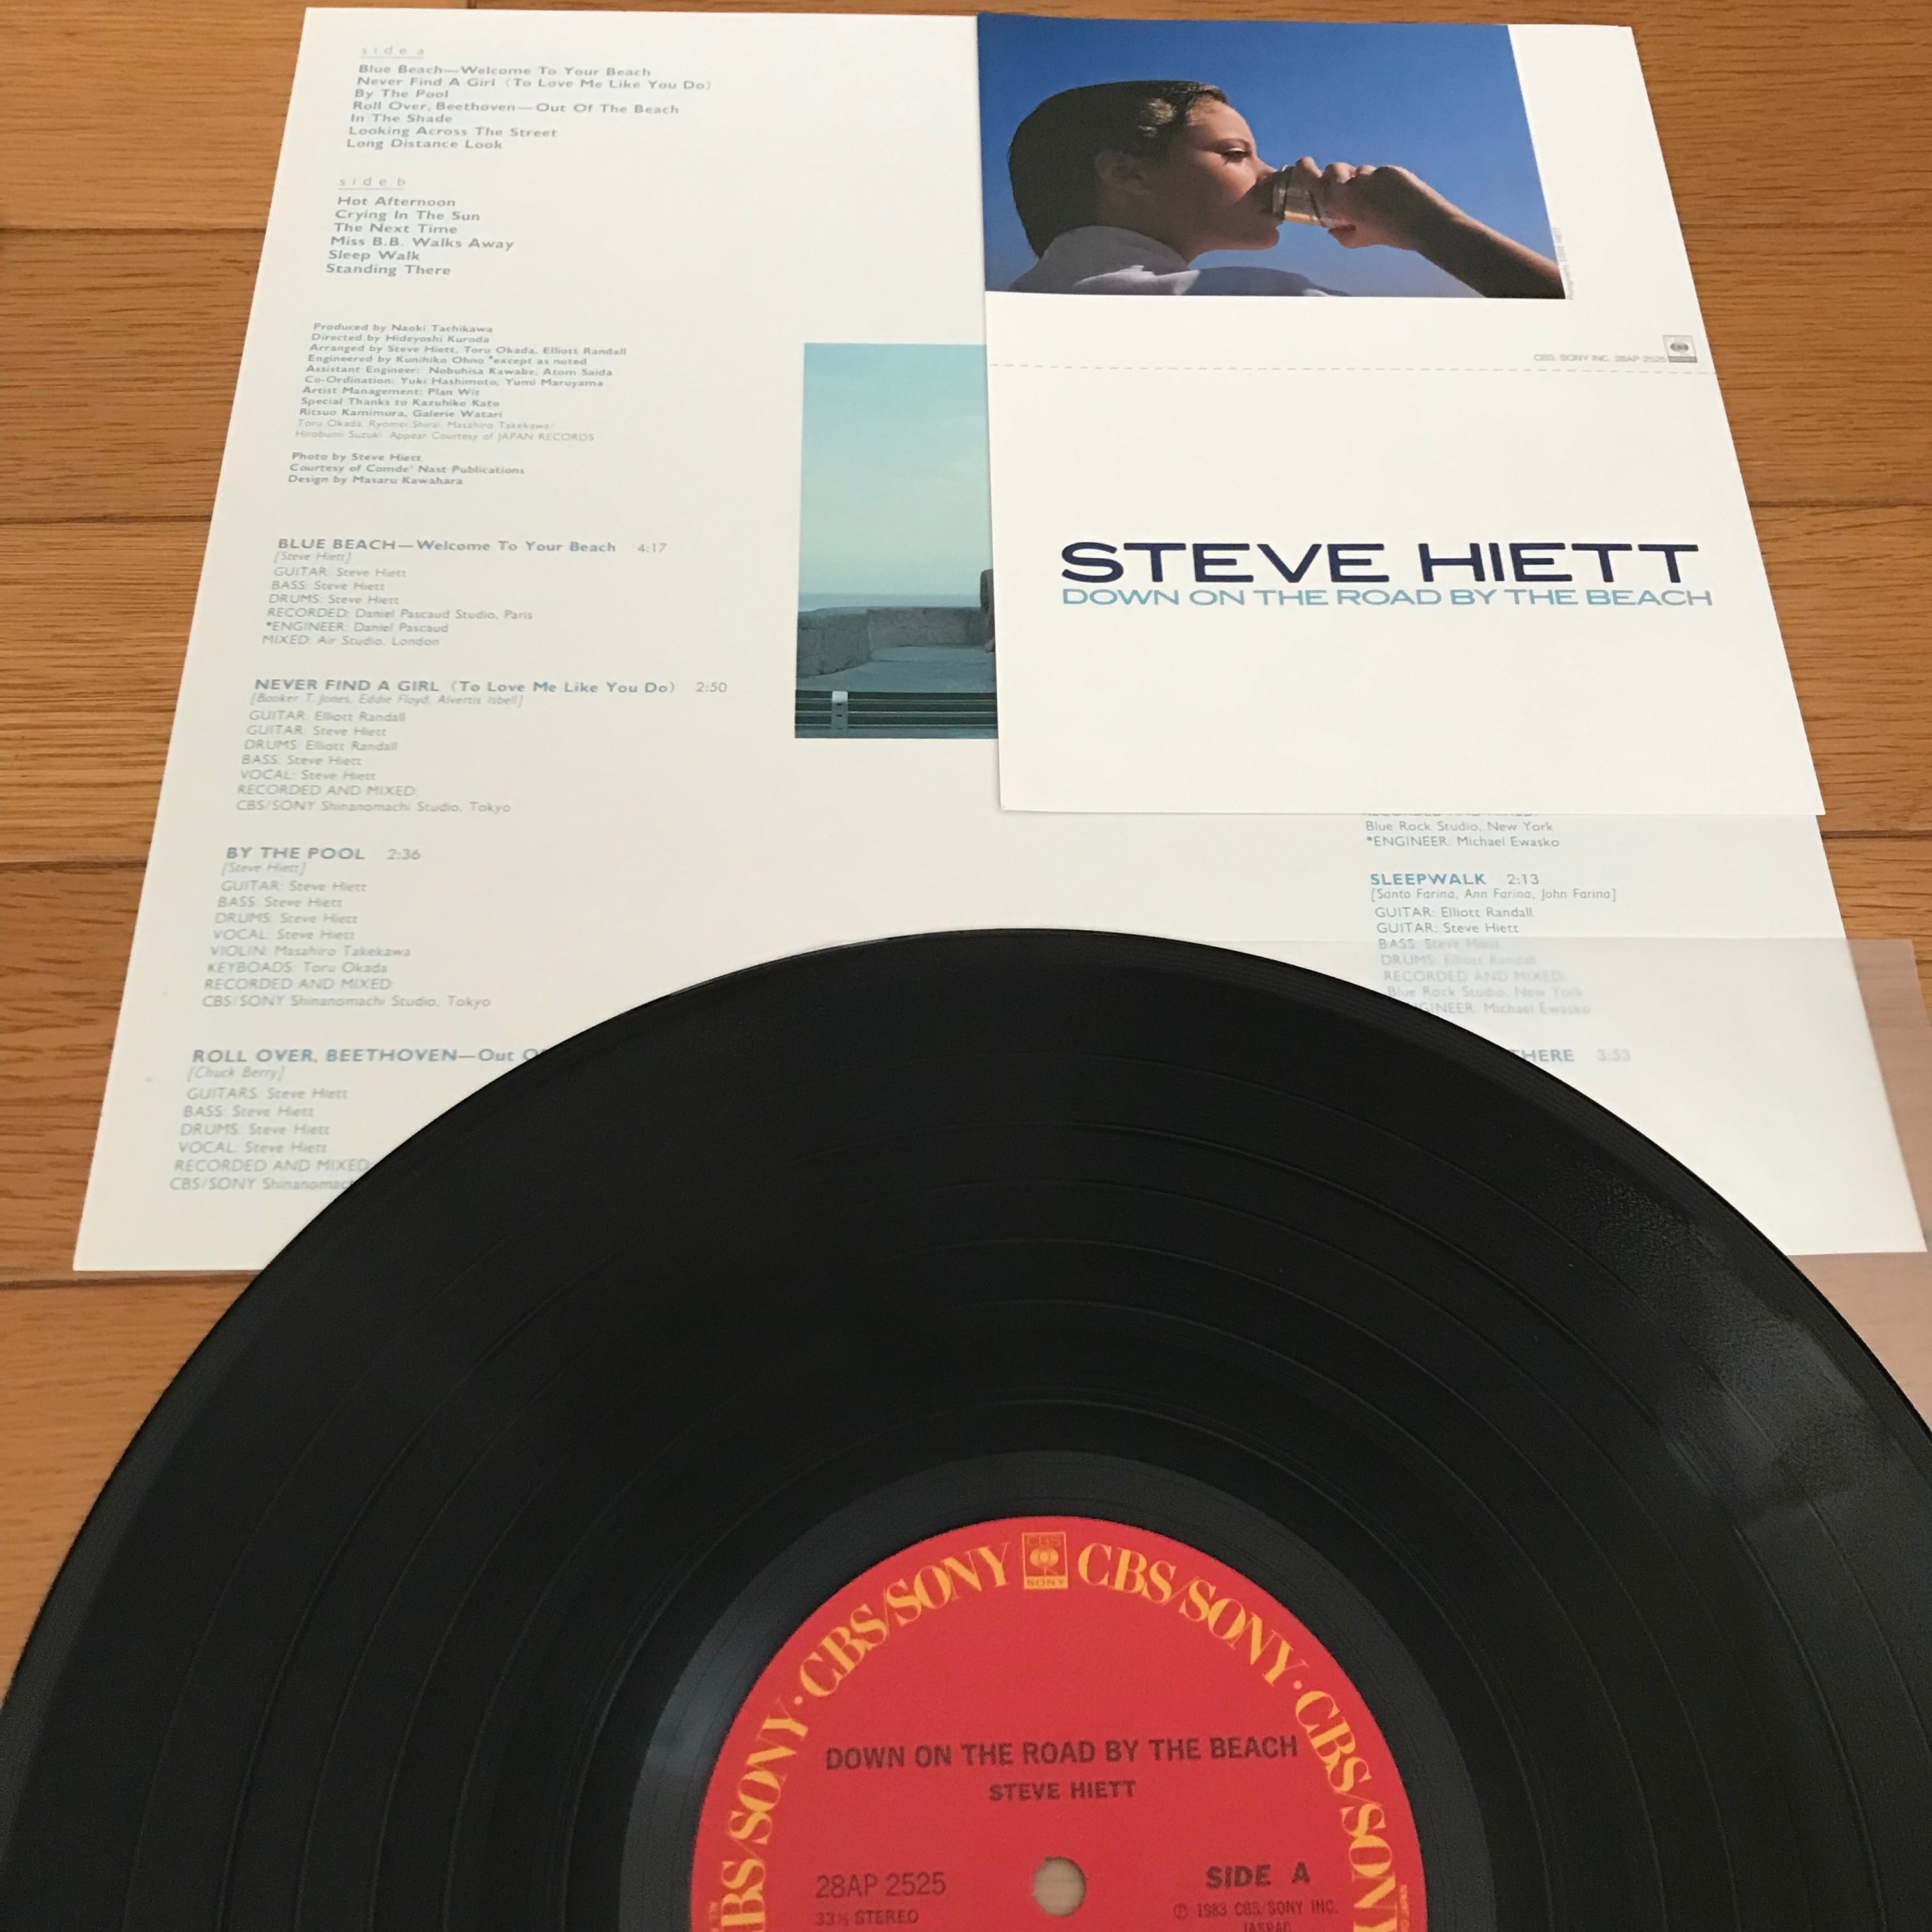 side a
Blue Beach—Welcome To Your Beach
Never Find A Girl (To Love Me Like You Do)
By The Pool
Roll Over, Beethoven—Out Of The Beach
In The Shade
Looking Across The Street
Long Distance Look
side b
Hot Afternoon
Crying In The Sun
The Next Time
Miss B.B. Walks Away
Sleep Walk
Standing There
Produced by Naoki Tachikawa
Directed by Hideyoshi Kuroda
Arranged by Steve Hiett, Toru Okada, Elliott Randall
Engineered by Kunihiko Ohno *except as noted
Assistant Engineer: Nobuhisa Kawabe, Atom Saida
Co-Ordination: Yuki Hashimoto, Yumi Maruyama
Artist Management: Plan Wit
Special Thanks to Kazuhiko Kato
Ritsuo Kamimura, Galerie Watari
Toru Okada, Ryomei Shirai, Masahiro Takekawa
Hirobumi Suzuki: Appear Courtesy of JAPAN RECORDS
Photo by Steve Hiett
Courtesy of Comde' Nast Publications
Design by Masaru Kawahara
BLUE BEACH—Welcome To Your Beach 4:17
[Steve Hiett]
GUITAR: Steve Hiett
BASS: Steve Hiett
DRUMS: Steve Hiett
RECORDED: Daniel Pascaud Studio, Paris
*ENGINEER: Daniel Pascaud
MIXED: Air Studio, London
NEVER FIND A GIRL (To Love Me Like You Do) 2:50
[Booker T. Jones, Eddie Floyd, Alvertis Isbell]
GUITAR: Elliott Randall
GUITAR: Steve Hiett
DRUMS: Elliott Randall
BASS: Steve Hiett
VOCAL: Steve Hiett
RECORDED AND MIXED:
CBS/SONY Shinanomachi Studio, Tokyo
BY THE POOL 2:36
[Steve Hiett]
GUITAR: Steve Hiett
BASS: Steve Hiett
DRUMS: Steve Hiett
VOCAL: Steve Hiett
VIOLIN: Masahiro Takekawa
KEYBOADS: Toru Okada
RECORDED AND MIXED:
CBS/SONY Shinanomachi Studio, Tokyo
ROLL OVER, BEETHOVEN—Out
[Chuck Berry]
GUITARS: Steve Hiett
BASS: Steve Hiett
DRUMS: Steve Hiett
VOCAL: Steve Hiett
RECORDED AND MIXED
CBS/SONY Shinanomac
Photography: STEVE HIETT
CBS/SONY INC. 28AP 2525
STEVE HIETT
DOWN ON THE ROAD BY THE BEACH
Blue Rock Studio, New York
*ENGINEER: Michael Ewasko
SLEEPWALK 2:13
[Santo Farina, Ann Farina, John Farina]
GUITAR: Elliott Randall
GUITAR: Steve Hiett
BASS: Steve Hiett
DRUMS: Elliott Randall
RECORDED AND MIXED:
Blue Rock Studio, New York
GINEER: Michael Ewasko
HERE 3:53
BS/SONY · CBS/SONY CBS SONY CBS/SONY · CBS/SONY
DOWN ON THE ROAD BY THE BEACH
STEVE HIETT
28AP 2525
SIDE A
33⅓ STEREO
Ⓟ 1983 CBS/SONY INC.
JASRAC